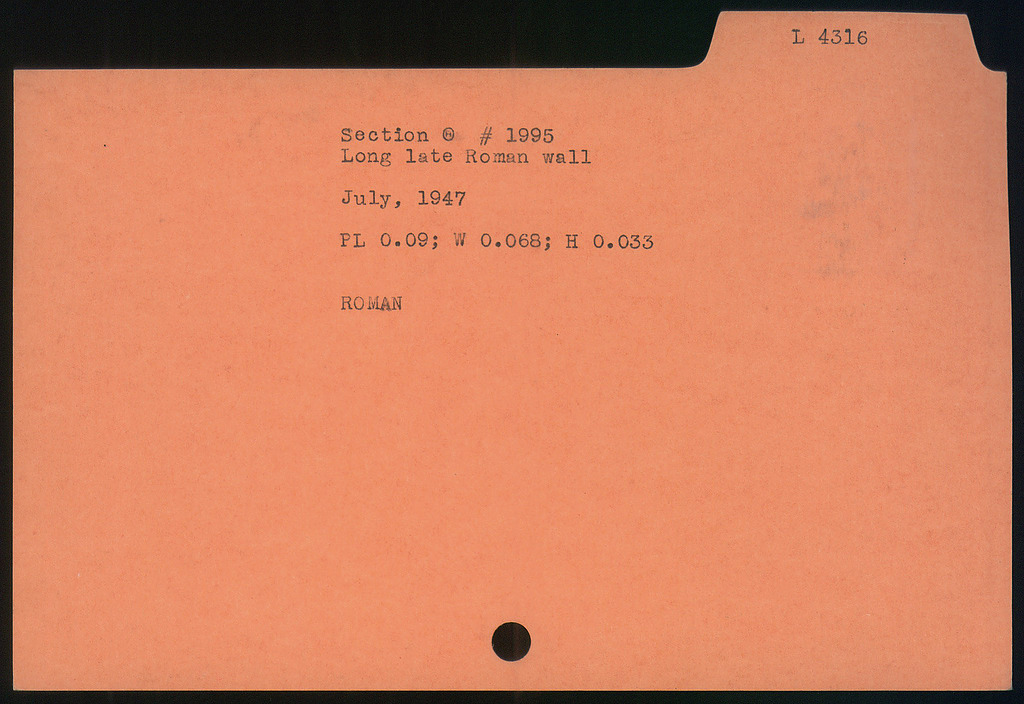 L 4316
Section Θ # 1995
Long late Roman wall
July, 1947
PL 0.09; W 0.068; H 0.033
ROMAN